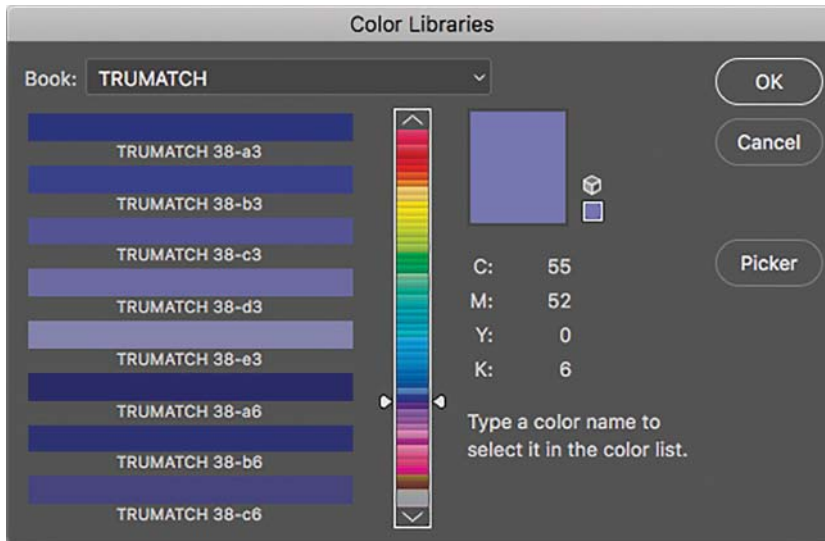 Color Libraries
Book: TRUMATCH
OK
TRUMATCH 38-a3
Cancel
TRUMATCH 38-b3
TRUMATCH 38-c3
C: 55
Picker
M: 52
TRUMATCH 38-d3
Y: 0
TRUMATCH 38-e3
K: 6
TRUMATCH 38-a6
Type a color name to
select it in the color list.
TRUMATCH 38-b6
TRUMATCH 38-c6